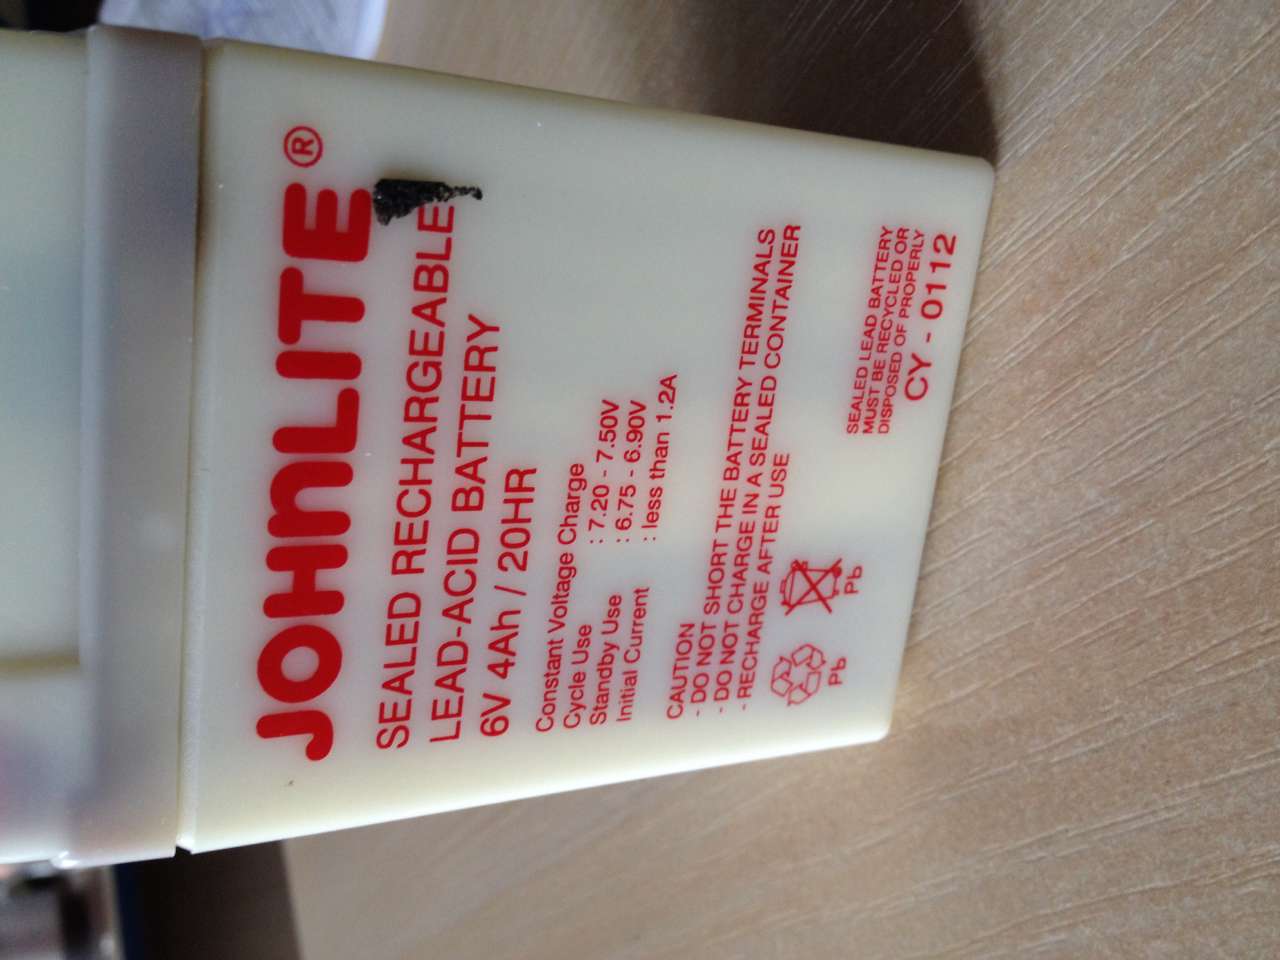 JOHNLITE®
SEALED RECHARGEABLE
LEAD-ACID BATTERY
6V 4Ah / 20HR
Constant Voltage Charge
Cycle Use : 7.20 - 7.50V
Standby Use : 6.75 - 6.90V
Initial Current : less than 1.2A
CAUTION
- DO NOT SHORT THE BATTERY TERMINALS
- DO NOT CHARGE IN A SEALED CONTAINER
- RECHARGE AFTER USE
Pb Pb
SEALED LEAD BATTERY
MUST BE RECYCLED OR
DISPOSED OF PROPERLY
CY - 0112